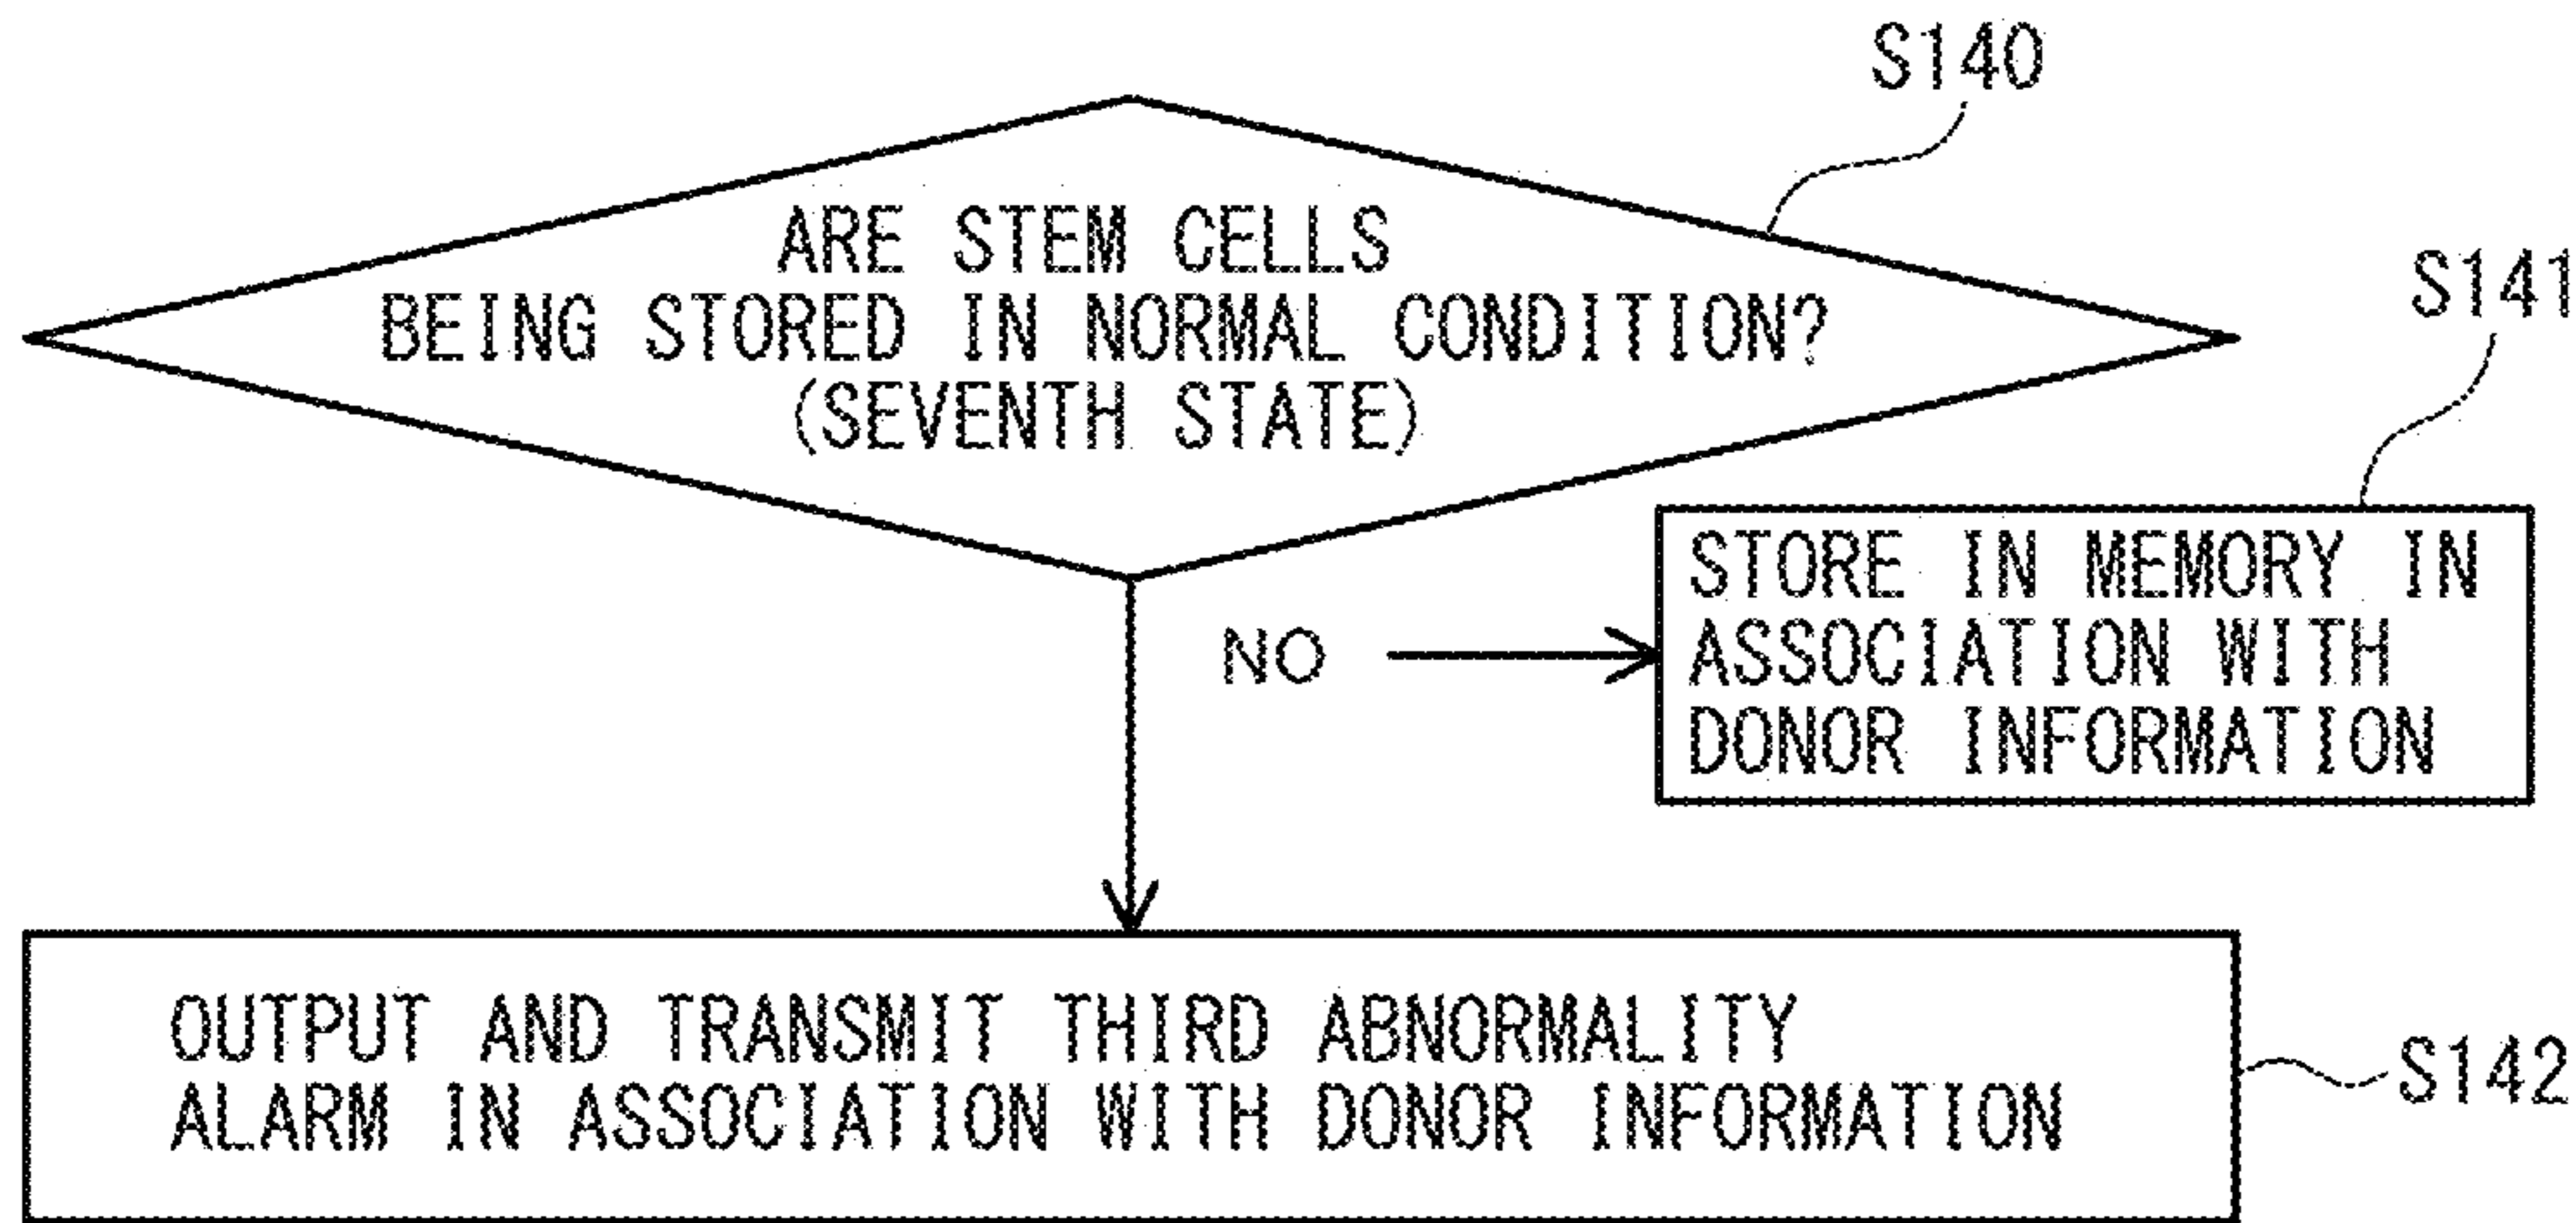 S140
ARE STEM CELLS
BEING STORED IN NORMAL CONDITION?
(SEVENTH STATE)
S141
NO
STORE IN MEMORY IN
ASSOCIATION WITH
DONOR INFORMATION
OUTPUT AND TRANSMIT THIRD ABNORMALITY
ALARM IN ASSOCIATION WITH DONOR INFORMATION
S142